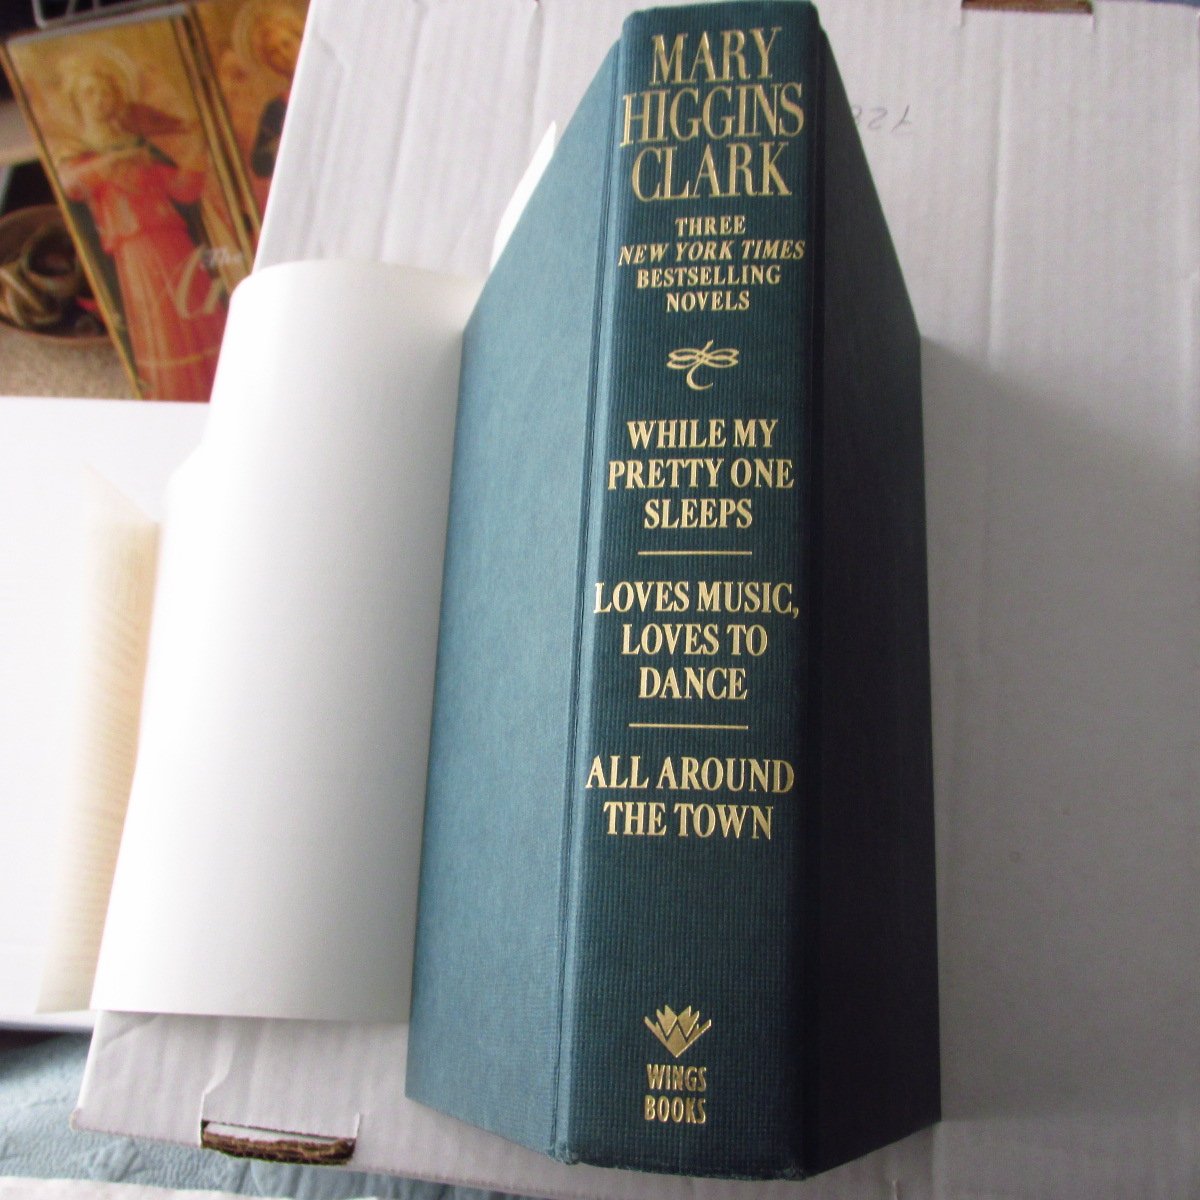 MARY
HIGGINS
CLARK
THREE
NEW YORK TIMES
BESTSELLING
NOVELS
WHILE MY
PRETTY ONE
SLEEPS
LOVES MUSIC,
LOVES TO
DANCE
ALL AROUND
THE TOWN
WINGS
BOOKS
The